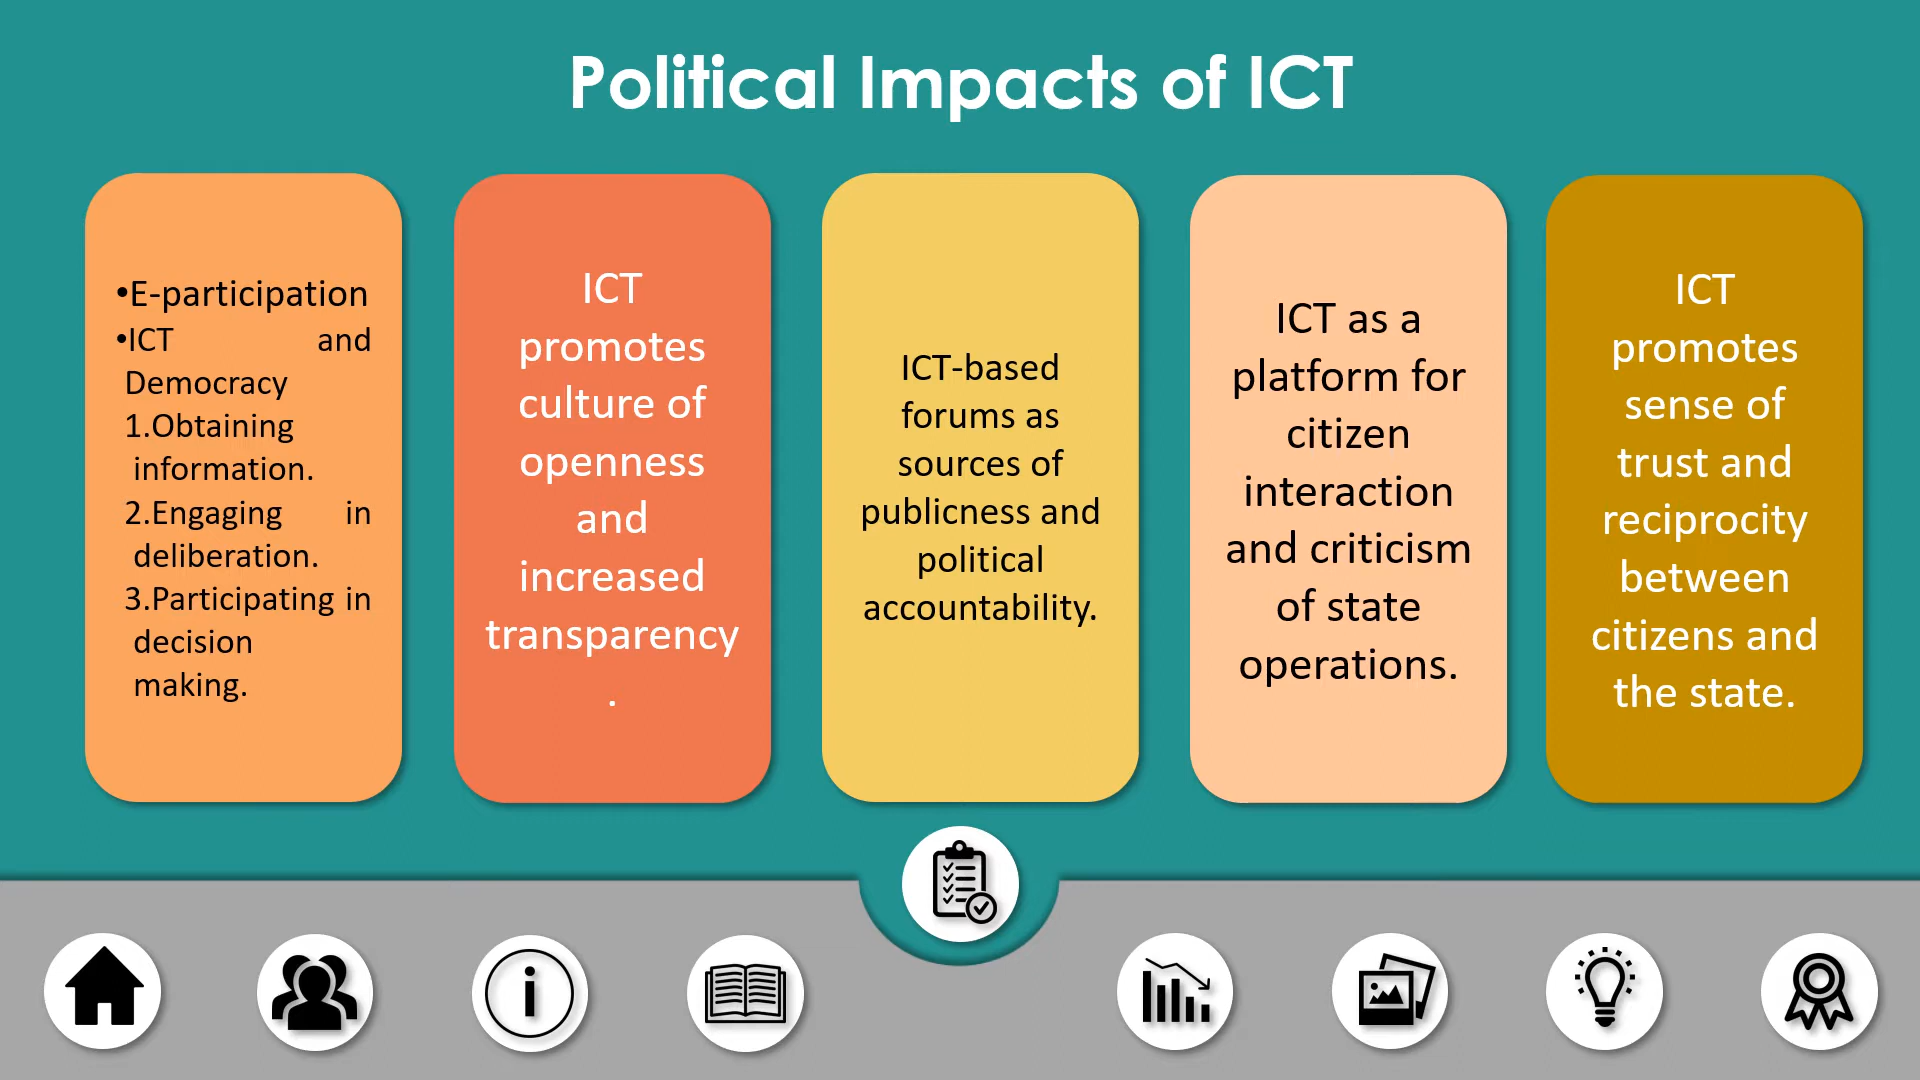 Political Impacts of ICT
•E-participation
•ICT and
Democracy
1.Obtaining
information.
2.Engaging in
deliberation.
3.Participating in
decision
making.
ICT
promotes
culture of
openness
and
increased
transparency
.
ICT-based
forums as
sources of
publicness and
political
accountability.
ICT as a
platform for
citizen
interaction
and criticism
of state
operations.
ICT
promotes
sense of
trust and
reciprocity
between
citizens and
the state.